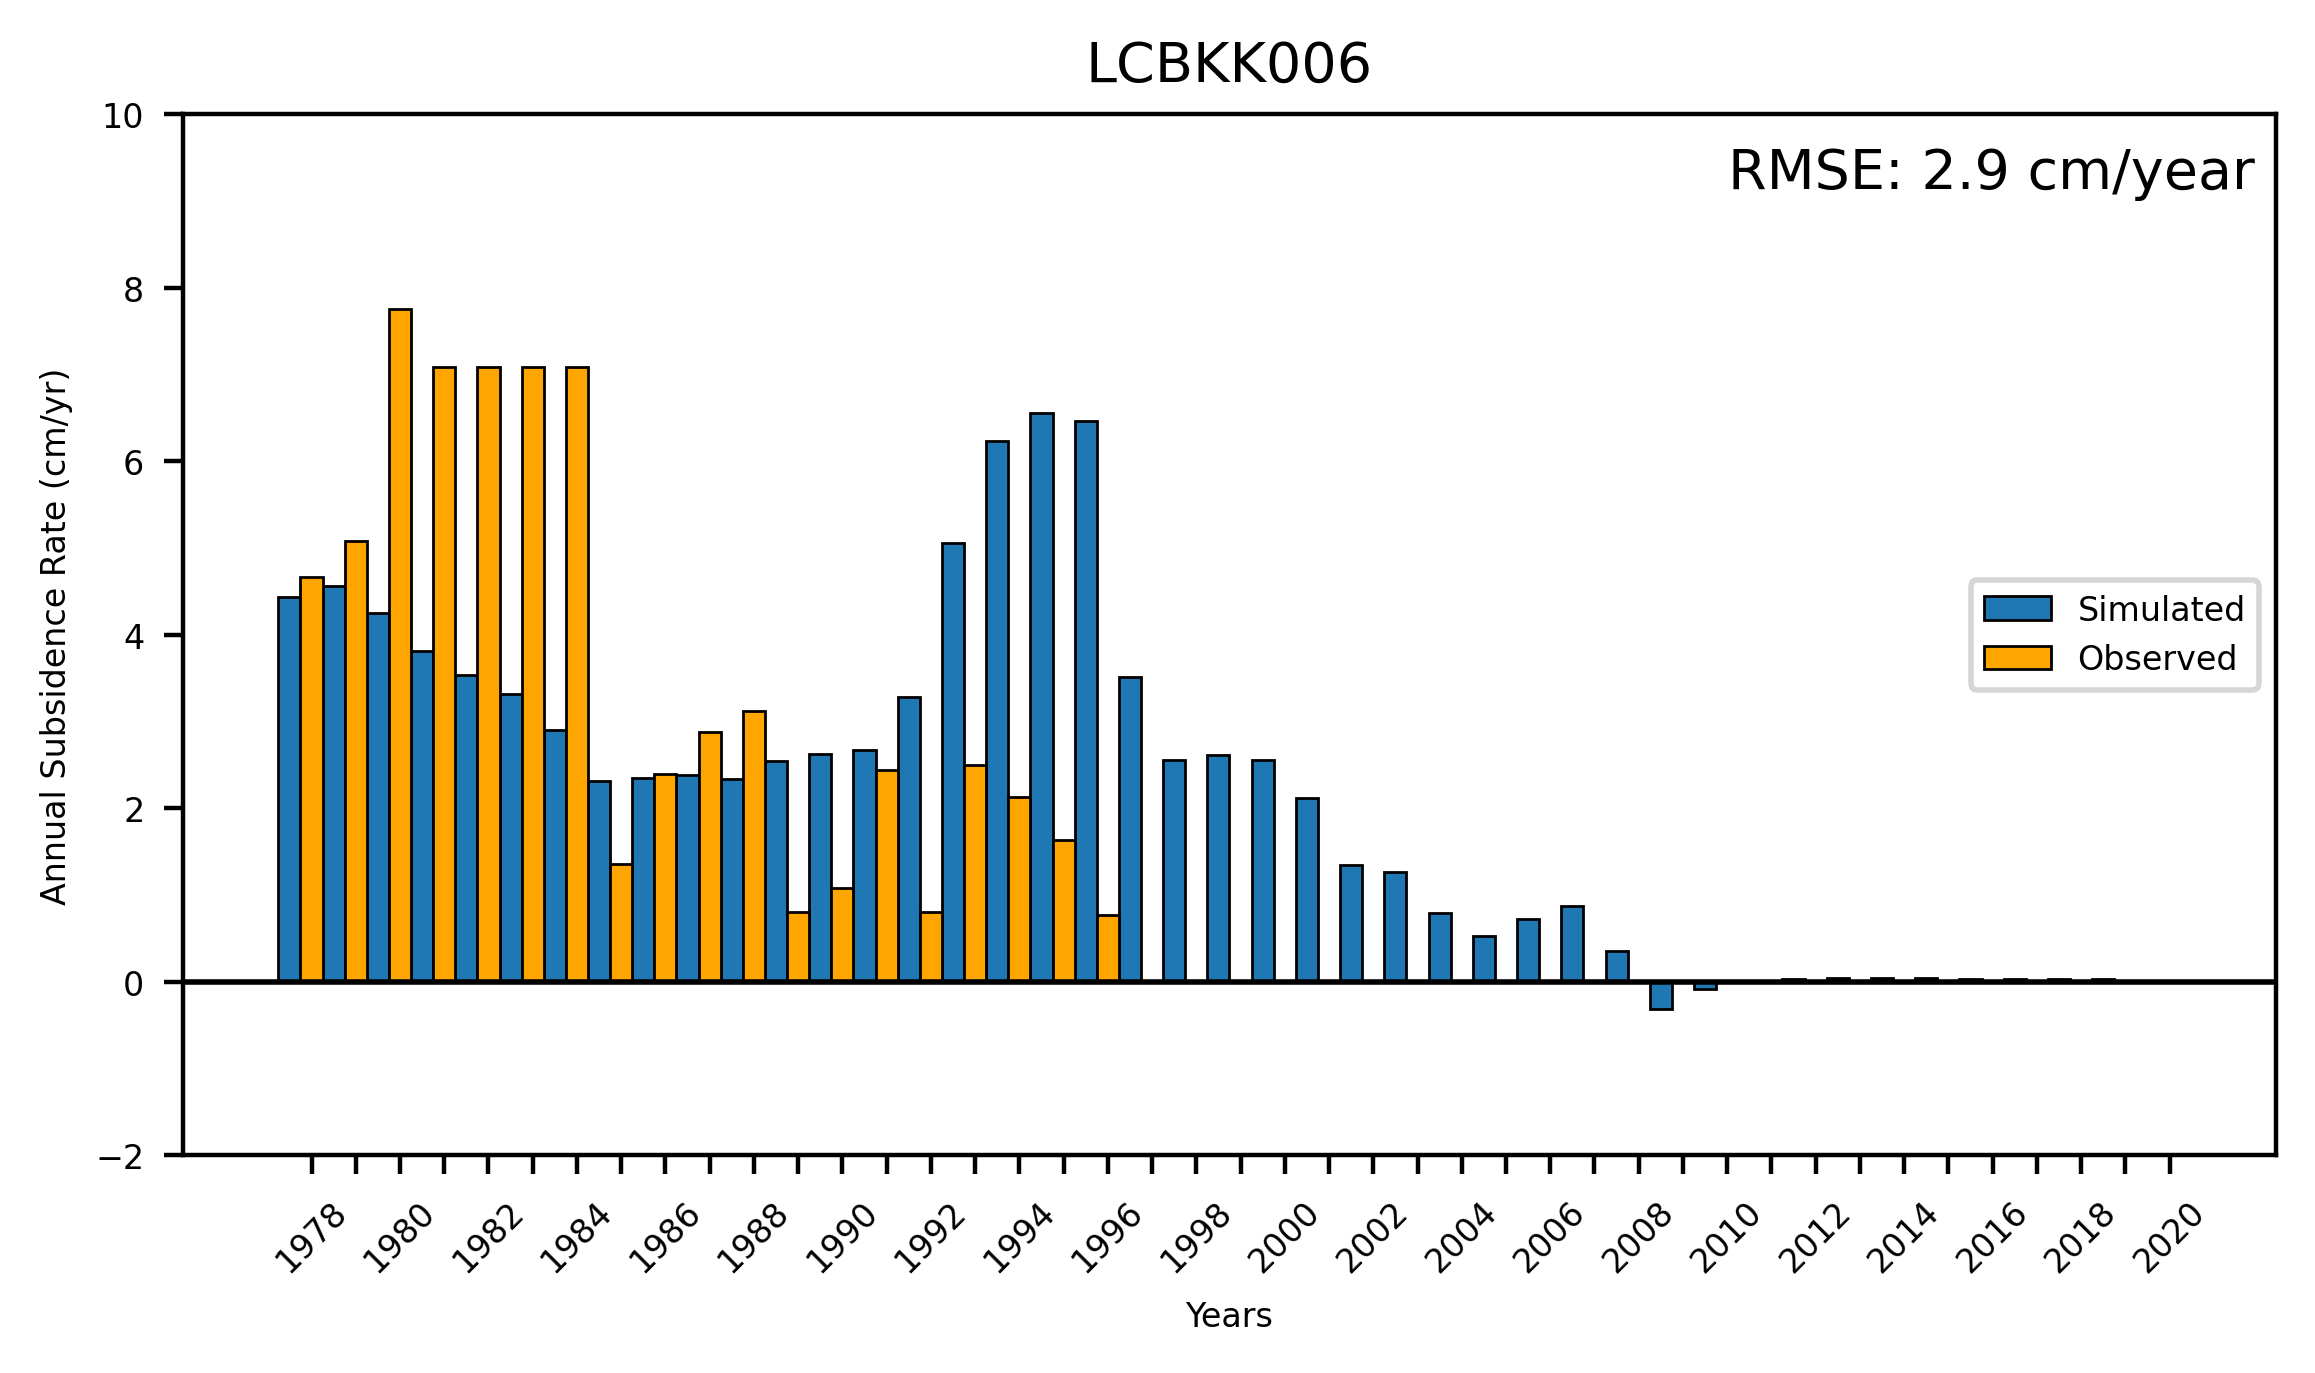 LCBKK006
RMSE: 2.9 cm/year
10
8
6
4
2
0
−2
Annual Subsidence Rate (cm/yr)
Simulated
Observed
1978 1980 1982 1984 1986 1988 1990 1992 1994 1996 1998 2000 2002 2004 2006 2008 2010 2012 2014 2016 2018 2020
Years